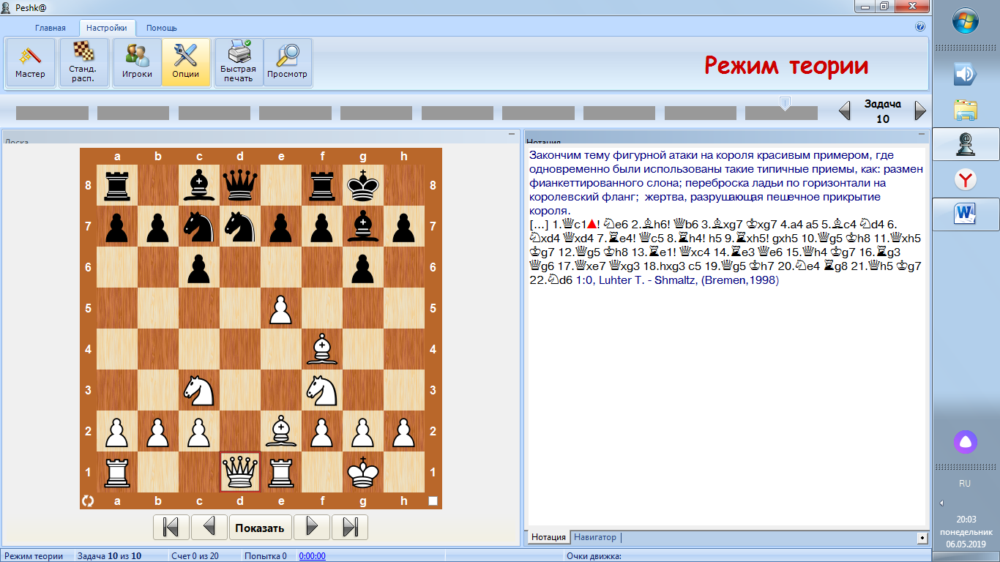 Peshk@
Главная Настройки Помощь
Мастер
Станд. расп.
Игроки
Опции
Быстрая печать
Просмотр
Режим теории
Задача
10
Доска
Нотация
a b c d e f g h
8 8
7 7
6 6
5 5
4 4
3 3
2 2
1 1
a b c d e f g h
Показать
Закончим тему фигурной атаки на короля красивым примером, где
одновременно были использованы такие типичные приемы, как: размен
фианкеттированного слона; переброска ладьи по горизонтали на
королевский фланг;  жертва, разрушающая пешечное прикрытие
короля.
[...] 1.♕c1▲! ♘e6 2.♗h6! ♕b6 3.♗xg7 ♔xg7 4.a4 a5 5.♗c4 ♘d4 6.
♘xd4 ♕xd4 7.♖e4! ♕c5 8.♖h4! h5 9.♖xh5! gxh5 10.♕g5 ♔h8 11.♕xh5
♔g7 12.♕g5 ♔h8 13.♖e1! ♕xc4 14.♖e3 ♕e6 15.♕h4 ♔g7 16.♖g3
♕g6 17.♕xe7 ♕xg3 18.hxg3 c5 19.♕g5 ♔h7 20.♘e4 ♖g8 21.♕h5 ♔g7
22.♘d6 1:0, Luhter T. - Shmaltz, (Bremen,1998)
Нотация Навигатор
Режим теории Задача 10 из 10 Счет 0 из 20 Попытка 0 0:00:00 Очки движка:
RU
20:03
понедельник
06.05.2019